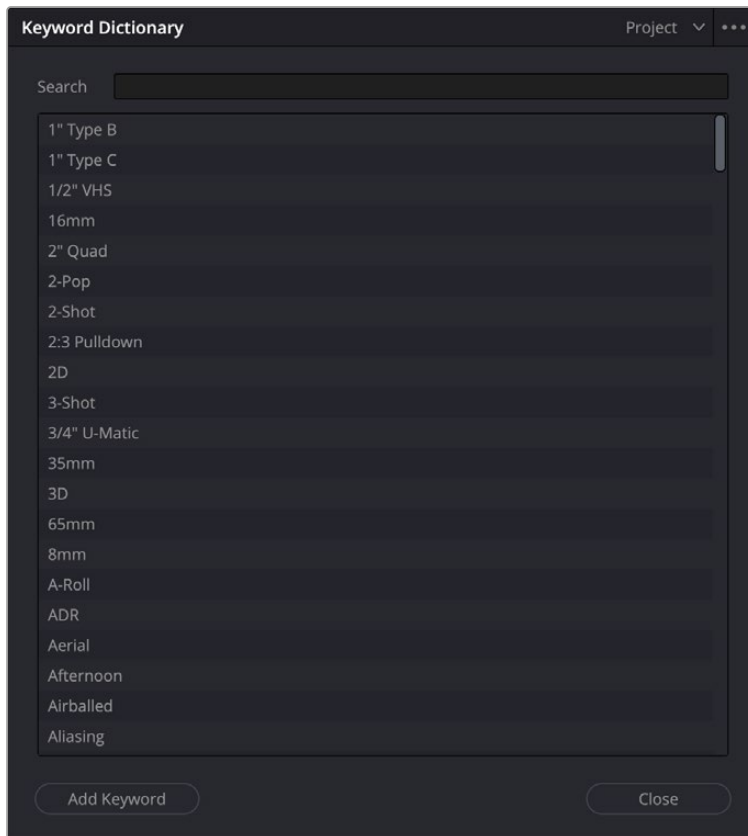 Keyword Dictionary Project
Search
1" Type B
1" Type C
1/2" VHS
16mm
2" Quad
2-Pop
2-Shot
2:3 Pulldown
2D
3-Shot
3/4" U-Matic
35mm
3D
65mm
8mm
A-Roll
ADR
Aerial
Afternoon
Airballed
Aliasing
Add Keyword Close